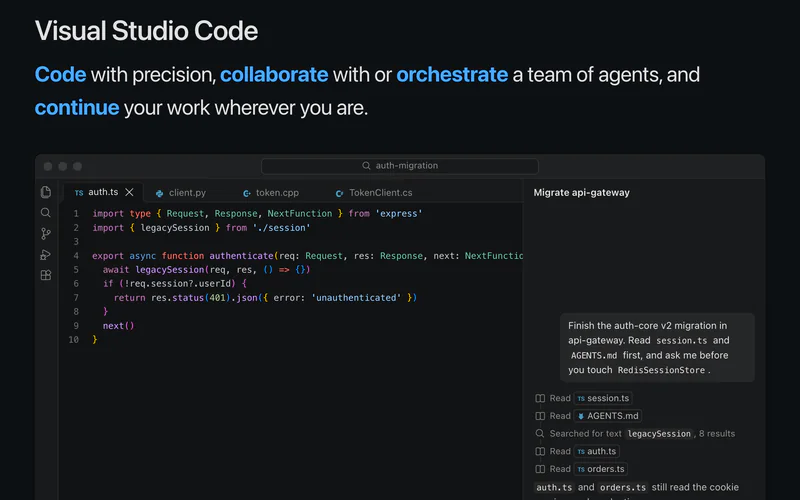 Visual Studio Code
Code with precision, collaborate with or orchestrate a team of agents, and
continue your work wherever you are.
auth-migration
TS auth.ts
client.py
token.cpp
TokenClient.cs
1 import type { Request, Response, NextFunction } from 'express'
2 import { legacySession } from './session'
3
4 export async function authenticate(req: Request, res: Response, next: NextFunctio
5 await legacySession(req, res, () => {})
6 if (!req.session?.userId) {
7 return res.status(401).json({ error: 'unauthenticated' })
8 }
9 next()
10 }
Migrate api-gateway
Finish the auth-core v2 migration in
api-gateway. Read session.ts and
AGENTS.md first, and ask me before
you touch RedisSessionStore.
Read TS session.ts
Read AGENTS.md
Searched for text legacySession, 8 results
Read TS auth.ts
Read TS orders.ts
auth.ts and orders.ts still read the cookie